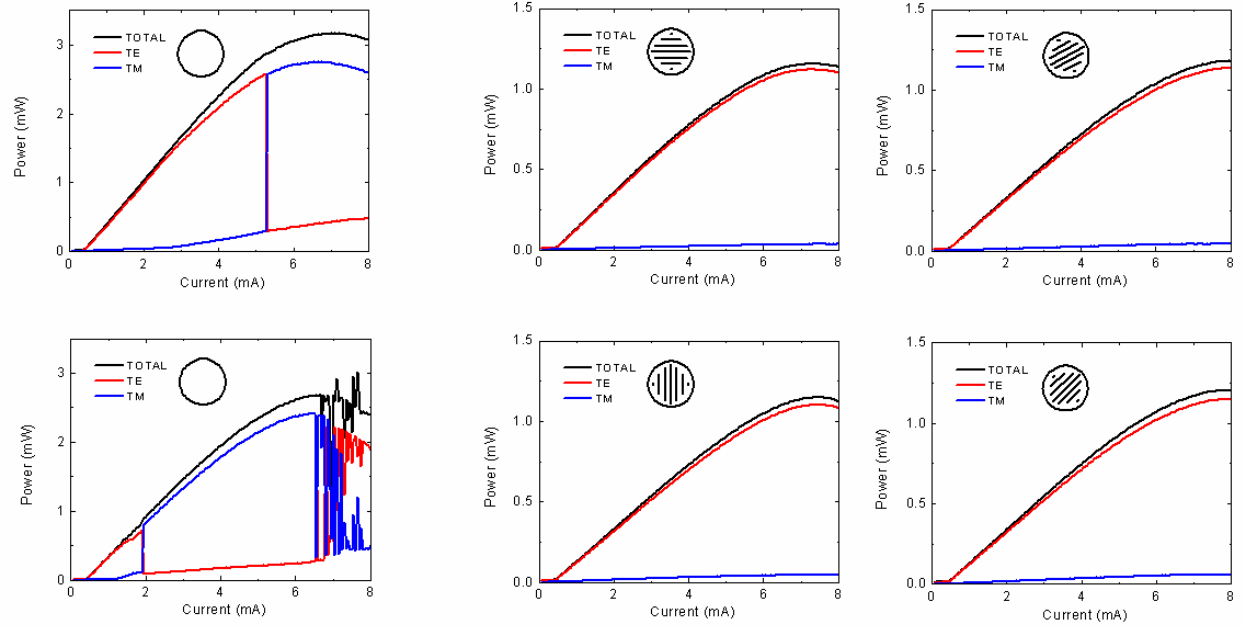 TOTAL
TE
TM
Power (mW)
3
2
1
0
0 2 4 6 8
Current (mA)
TOTAL
TE
TM
Power (mW)
1.5
1.0
0.5
0.0
0 2 4 6 8
Current (mA)
TOTAL
TE
TM
Power (mW)
1.5
1.0
0.5
0.0
0 2 4 6 8
Current (mA)
TOTAL
TE
TM
Power (mW)
3
2
1
0
0 2 4 6 8
Current (mA)
TOTAL
TE
TM
Power (mW)
1.5
1.0
0.5
0.0
0 2 4 6 8
Current (mA)
TOTAL
TE
TM
Power (mW)
1.5
1.0
0.5
0.0
0 2 4 6 8
Current (mA)